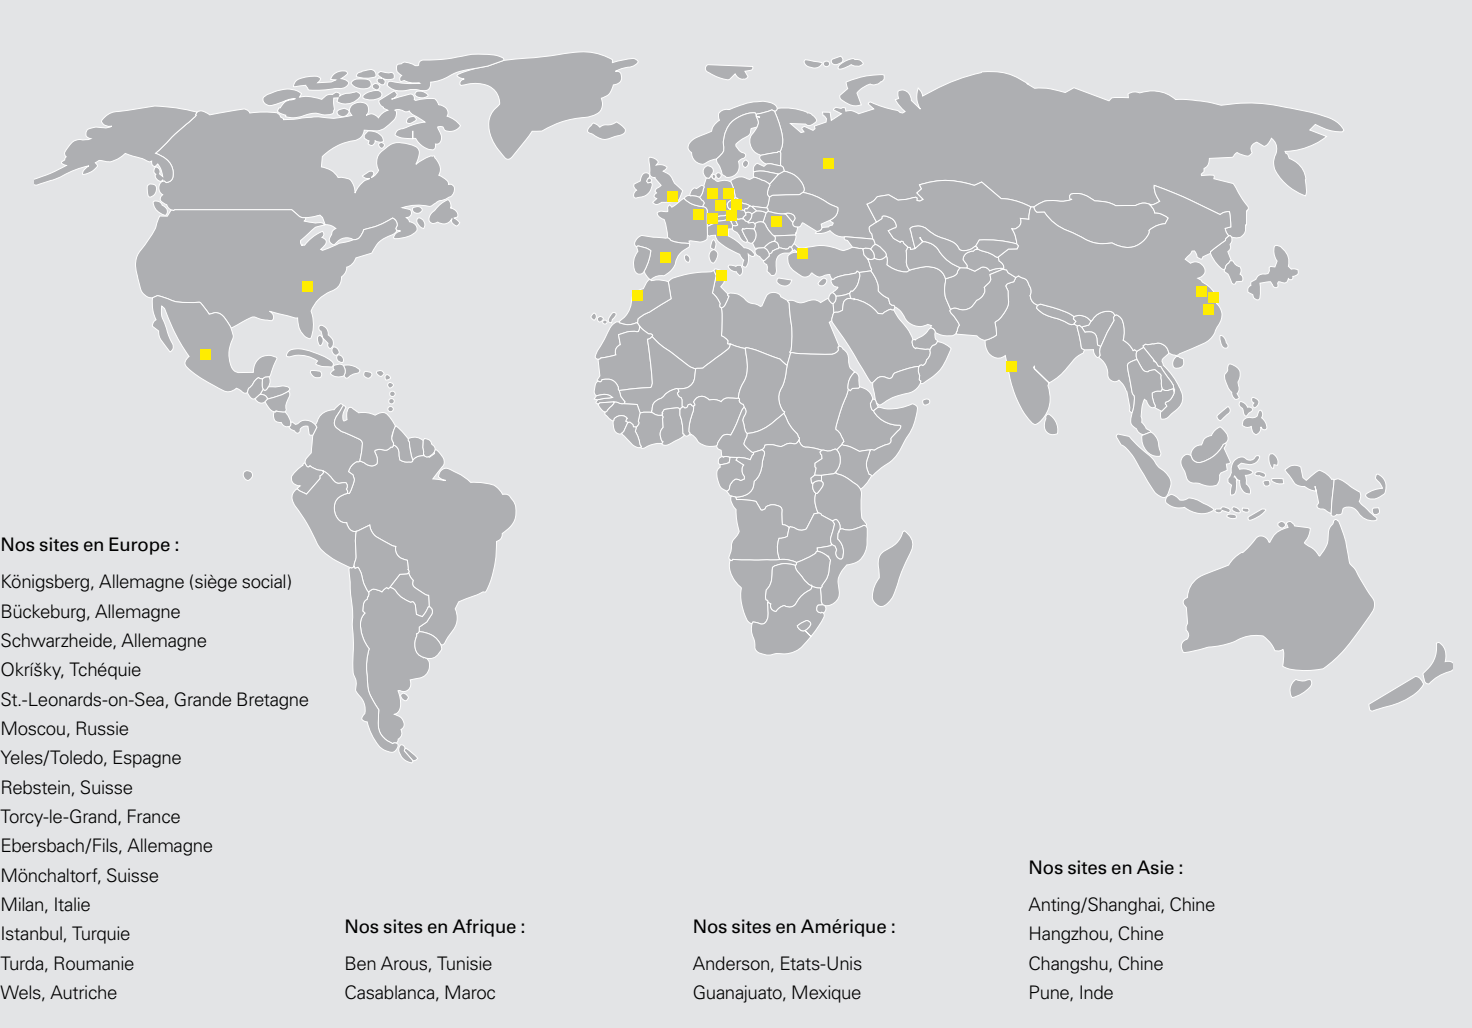 Nos sites en Europe :
Königsberg, Allemagne (siège social)
Bückeburg, Allemagne
Schwarzheide, Allemagne
Okríšky, Tchéquie
St.-Leonards-on-Sea, Grande Bretagne
Moscou, Russie
Yeles/Toledo, Espagne
Rebstein, Suisse
Torcy-le-Grand, France
Ebersbach/Fils, Allemagne
Mönchaltorf, Suisse
Milan, Italie
Istanbul, Turquie
Turda, Roumanie
Wels, Autriche
Nos sites en Afrique :
Ben Arous, Tunisie
Casablanca, Maroc
Nos sites en Amérique :
Anderson, Etats-Unis
Guanajuato, Mexique
Nos sites en Asie :
Anting/Shanghai, Chine
Hangzhou, Chine
Changshu, Chine
Pune, Inde